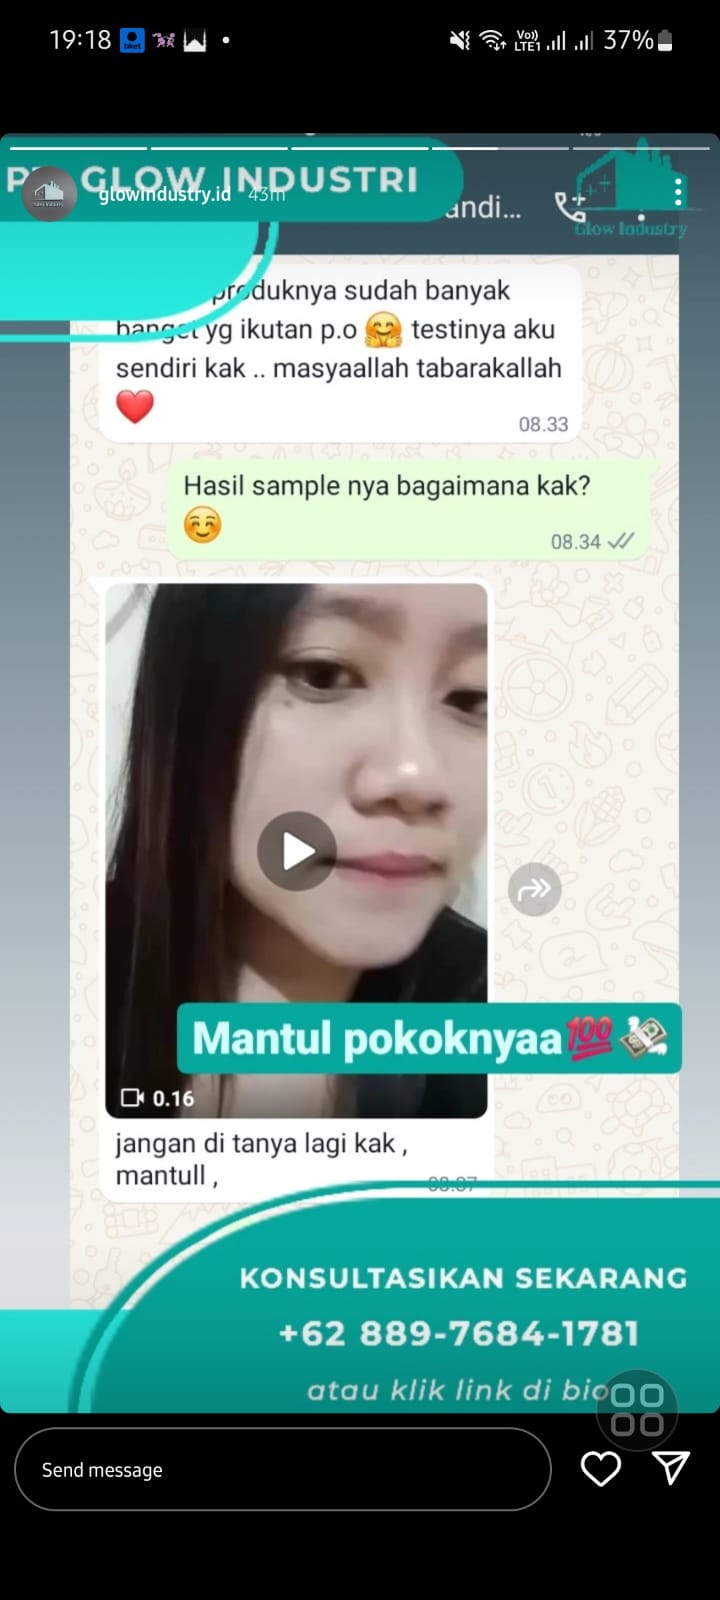 19:18
tiket
Vo))
LTE1
37%
GLOW INDUSTRI
glowindustry.id 43m
andi...
Glow Industry
produknya sudah banyak
banget yg ikutan p.o 🤗 testinya aku
sendiri kak .. masyaallah tabarakallah
❤️
08.33
Hasil sample nya bagaimana kak?
☺️
08.34
Mantul pokoknyaa💯💸
0.16
jangan di tanya lagi kak ,
mantull ,
08.37
KONSULTASIKAN SEKARANG
+62 889-7684-1781
atau klik link di bio
Send message